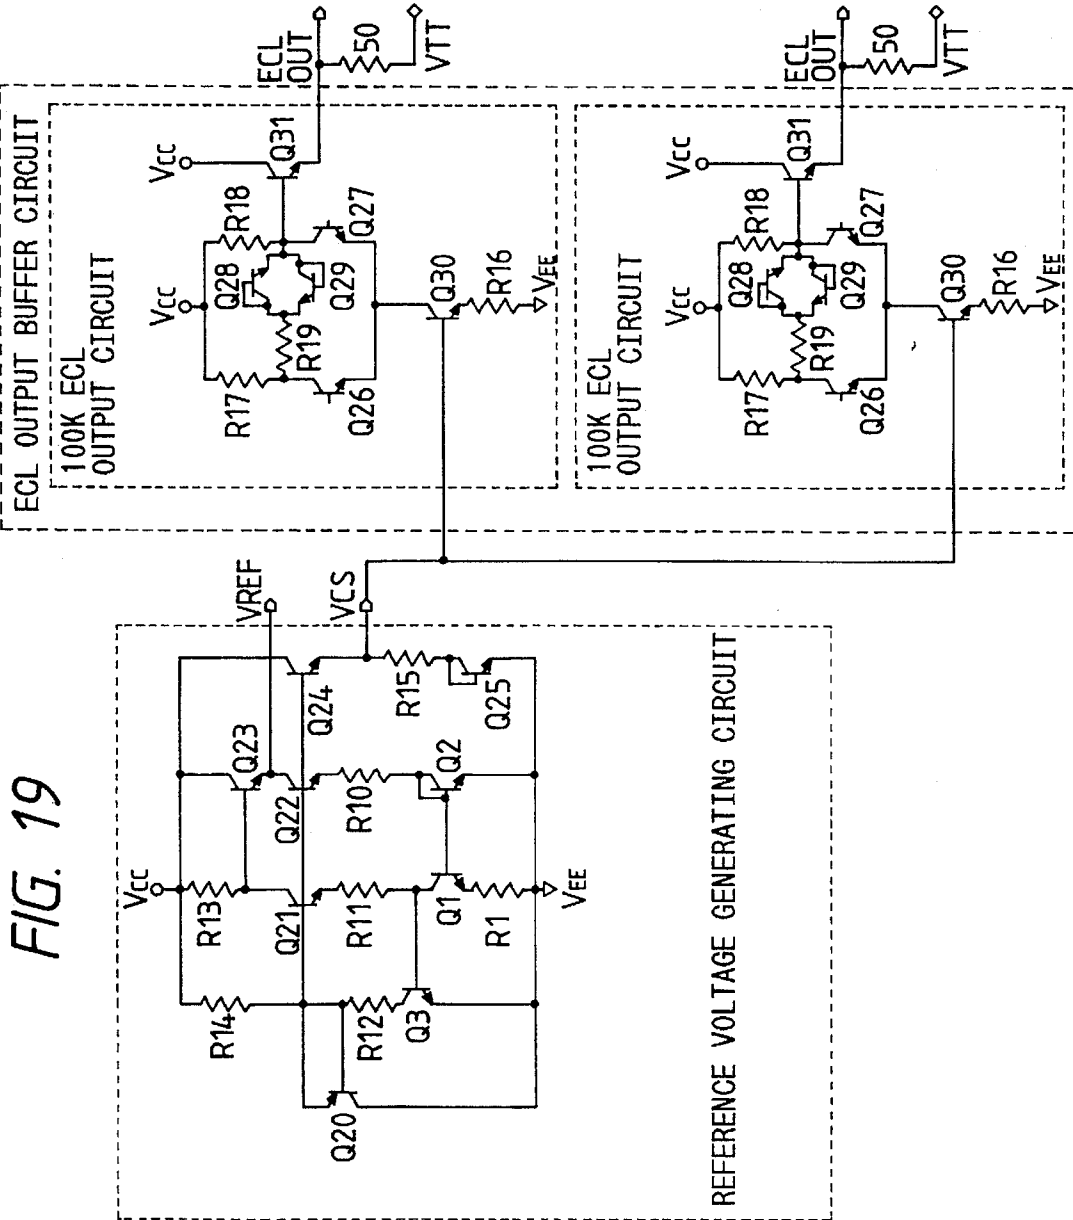 FIG. 19
REFERENCE VOLTAGE GENERATING CIRCUIT
VCC
R14
R13
Q23
VREF
Q20
R12
Q21
Q22
Q24
VCS
Q3
R11
R10
R15
Q1
Q2
Q25
R1
VEE
ECL OUTPUT BUFFER CIRCUIT
100K ECL
OUTPUT CIRCUIT
VCC
VCC
R17
R18
Q28
Q31
R19
Q29
Q26
Q27
Q30
R16
VEE
ECL
OUT
50
VTT
100K ECL
OUTPUT CIRCUIT
VCC
VCC
R17
R18
Q28
Q31
R19
Q29
Q26
Q27
Q30
R16
VEE
ECL
OUT
50
VTT